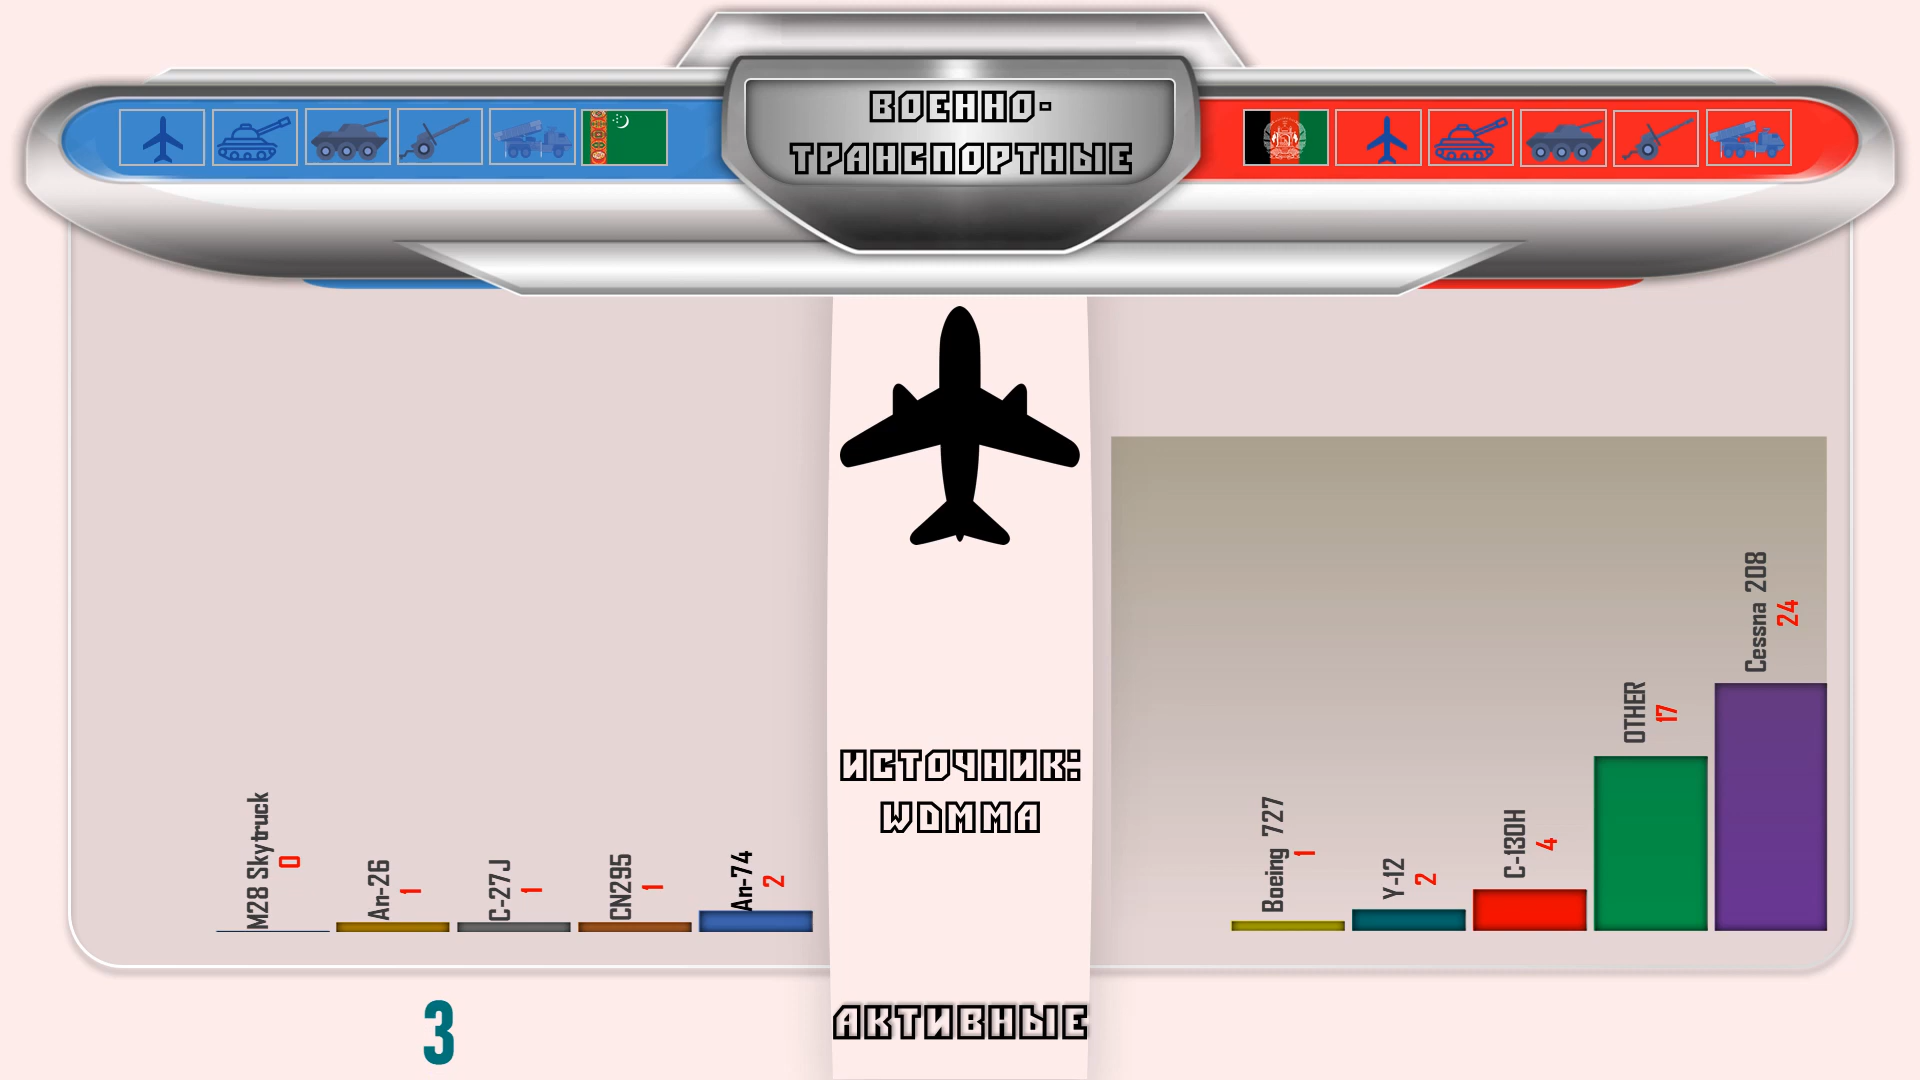 ВОЕННО-
ТРАНСПОРТНЫЕ
M28 Skytruck
0
An-26
1
C-27J
1
CN295
1
An-74
2
ИСТОЧНИК:
WDMMA
Boeing 727
1
Y-12
2
C-130H
4
OTHER
17
Cessna 208
24
3
АКТИВНЫЕ